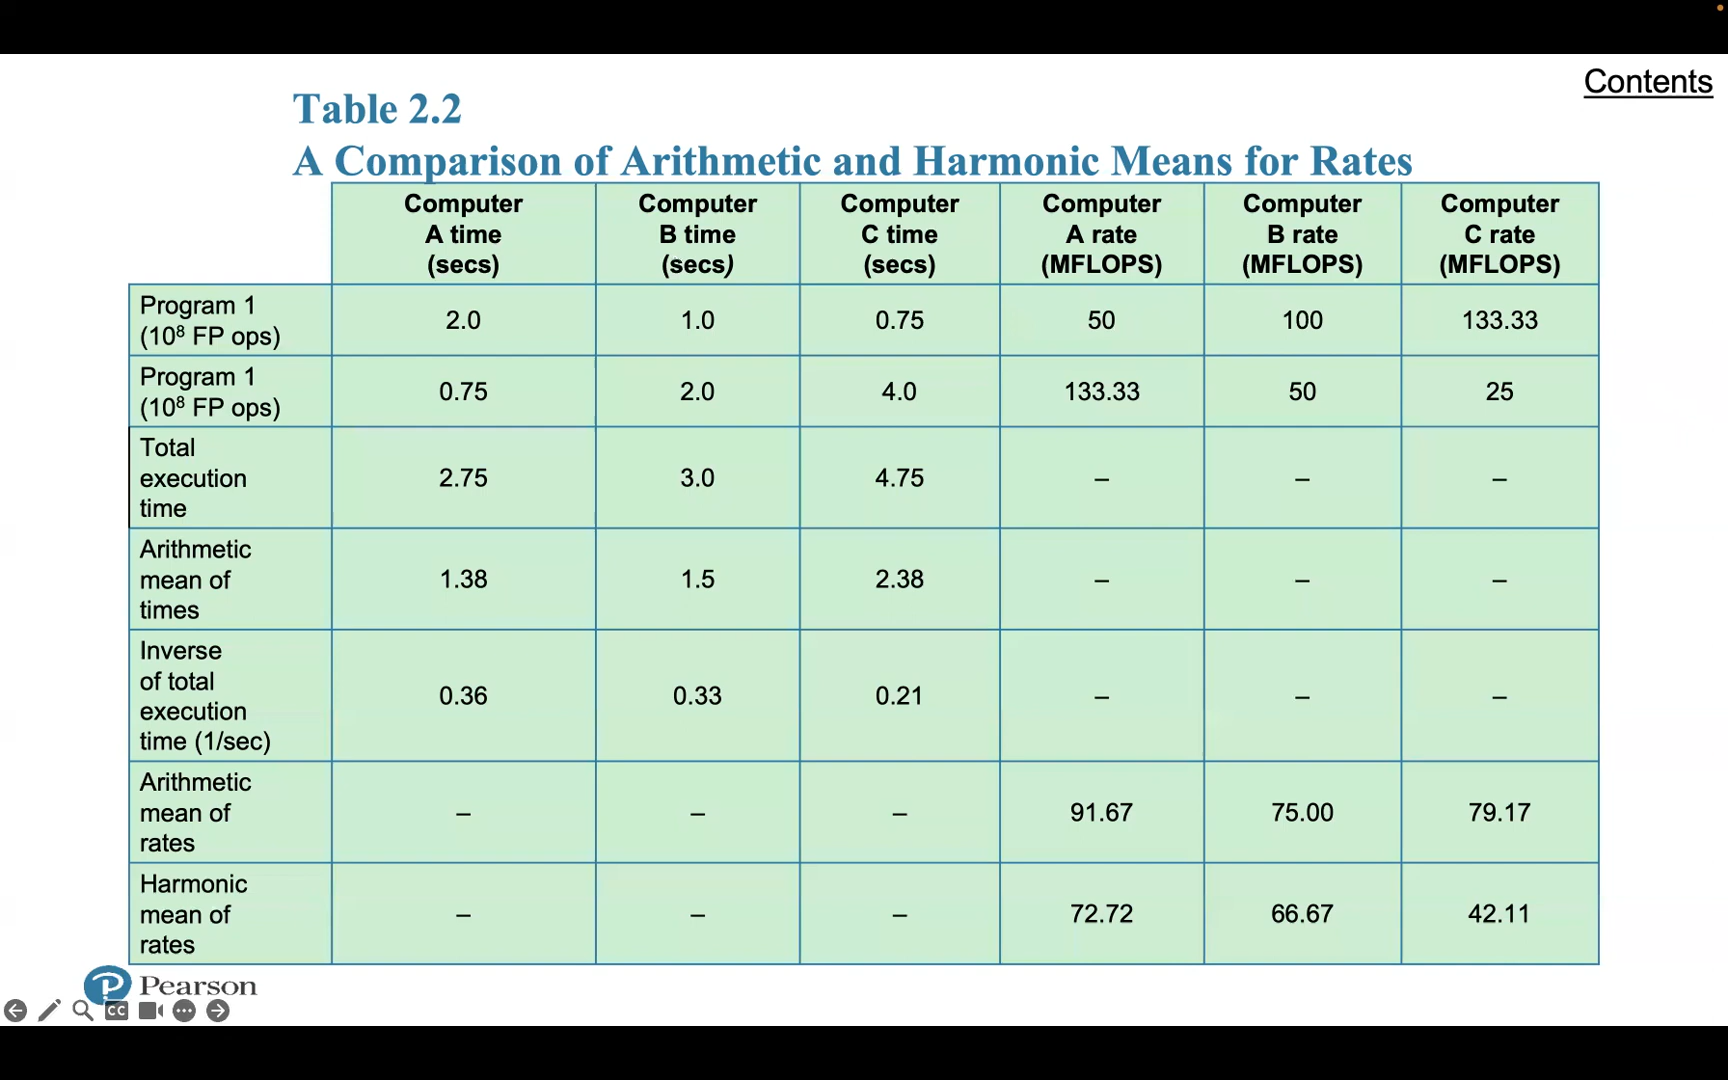 Contents
Table 2.2
A Comparison of Arithmetic and Harmonic Means for Rates
Computer A time (secs) Computer B time (secs) Computer C time (secs) Computer A rate (MFLOPS) Computer B rate (MFLOPS) Computer C rate (MFLOPS)
Program 1 (10⁸ FP ops) 2.0 1.0 0.75 50 100 133.33
Program 1 (10⁸ FP ops) 0.75 2.0 4.0 133.33 50 25
Total execution time 2.75 3.0 4.75 – – –
Arithmetic mean of times 1.38 1.5 2.38 – – –
Inverse of total execution time (1/sec) 0.36 0.33 0.21 – – –
Arithmetic mean of rates – – – 91.67 75.00 79.17
Harmonic mean of rates – – – 72.72 66.67 42.11
P Pearson
CC